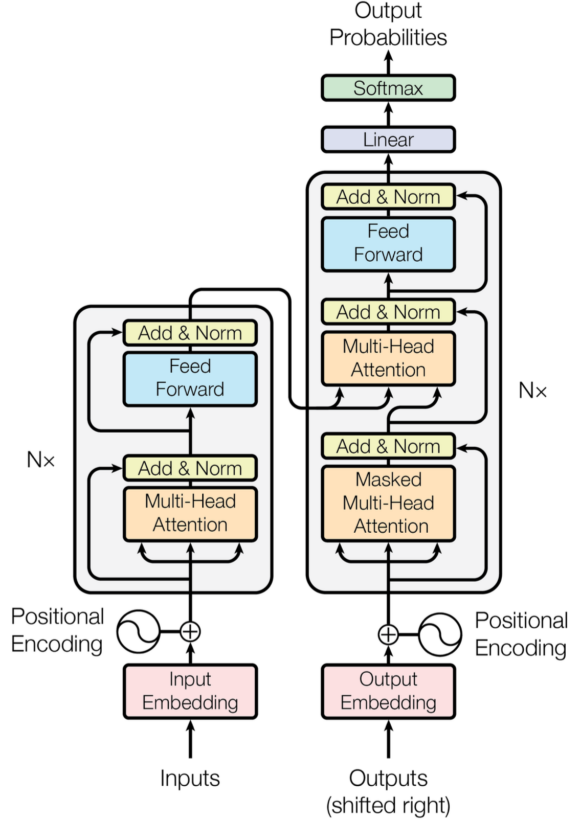 Output
Probabilities
Softmax
Linear
Add & Norm
Feed
Forward
Add & Norm
Multi-Head
Attention
Add & Norm
Masked
Multi-Head
Attention
N×
Add & Norm
Feed
Forward
Add & Norm
Multi-Head
Attention
N×
Positional
Encoding
Positional
Encoding
Input
Embedding
Output
Embedding
Inputs
Outputs
(shifted right)